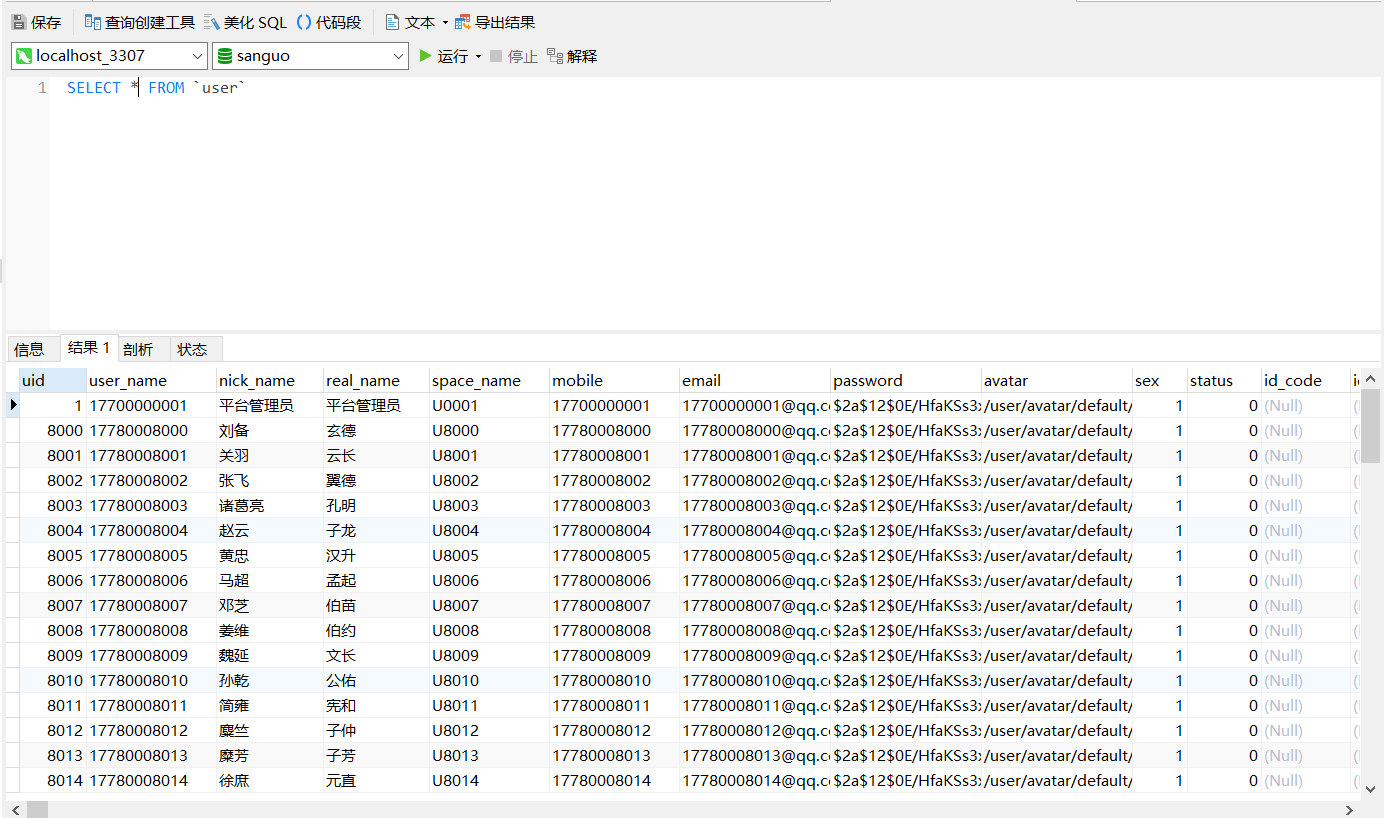 保存 查询创建工具 美化 SQL () 代码段 文本 导出结果
localhost_3307 sanguo 运行 停止 解释
1 SELECT * FROM `user`
信息 结果 1 剖析 状态
uid user_name nick_name real_name space_name mobile email password avatar sex status id_code
1 17700000001 平台管理员 平台管理员 U0001 17700000001 17700000001@qq.c $2a$12$0E/HfaKSs3 /user/avatar/default/ 1 0 (Null)
8000 17780008000 刘备 玄德 U8000 17780008000 17780008000@qq.c $2a$12$0E/HfaKSs3 /user/avatar/default/ 1 0 (Null)
8001 17780008001 关羽 云长 U8001 17780008001 17780008001@qq.c $2a$12$0E/HfaKSs3 /user/avatar/default/ 1 0 (Null)
8002 17780008002 张飞 翼德 U8002 17780008002 17780008002@qq.c $2a$12$0E/HfaKSs3 /user/avatar/default/ 1 0 (Null)
8003 17780008003 诸葛亮 孔明 U8003 17780008003 17780008003@qq.c $2a$12$0E/HfaKSs3 /user/avatar/default/ 1 0 (Null)
8004 17780008004 赵云 子龙 U8004 17780008004 17780008004@qq.c $2a$12$0E/HfaKSs3 /user/avatar/default/ 1 0 (Null)
8005 17780008005 黄忠 汉升 U8005 17780008005 17780008005@qq.c $2a$12$0E/HfaKSs3 /user/avatar/default/ 1 0 (Null)
8006 17780008006 马超 孟起 U8006 17780008006 17780008006@qq.c $2a$12$0E/HfaKSs3 /user/avatar/default/ 1 0 (Null)
8007 17780008007 邓芝 伯苗 U8007 17780008007 17780008007@qq.c $2a$12$0E/HfaKSs3 /user/avatar/default/ 1 0 (Null)
8008 17780008008 姜维 伯约 U8008 17780008008 17780008008@qq.c $2a$12$0E/HfaKSs3 /user/avatar/default/ 1 0 (Null)
8009 17780008009 魏延 文长 U8009 17780008009 17780008009@qq.c $2a$12$0E/HfaKSs3 /user/avatar/default/ 1 0 (Null)
8010 17780008010 孙乾 公佑 U8010 17780008010 17780008010@qq.c $2a$12$0E/HfaKSs3 /user/avatar/default/ 1 0 (Null)
8011 17780008011 简雍 宪和 U8011 17780008011 17780008011@qq.c $2a$12$0E/HfaKSs3 /user/avatar/default/ 1 0 (Null)
8012 17780008012 麋竺 子仲 U8012 17780008012 17780008012@qq.c $2a$12$0E/HfaKSs3 /user/avatar/default/ 1 0 (Null)
8013 17780008013 糜芳 子芳 U8013 17780008013 17780008013@qq.c $2a$12$0E/HfaKSs3 /user/avatar/default/ 1 0 (Null)
8014 17780008014 徐庶 元直 U8014 17780008014 17780008014@qq.c $2a$12$0E/HfaKSs3 /user/avatar/default/ 1 0 (Null)